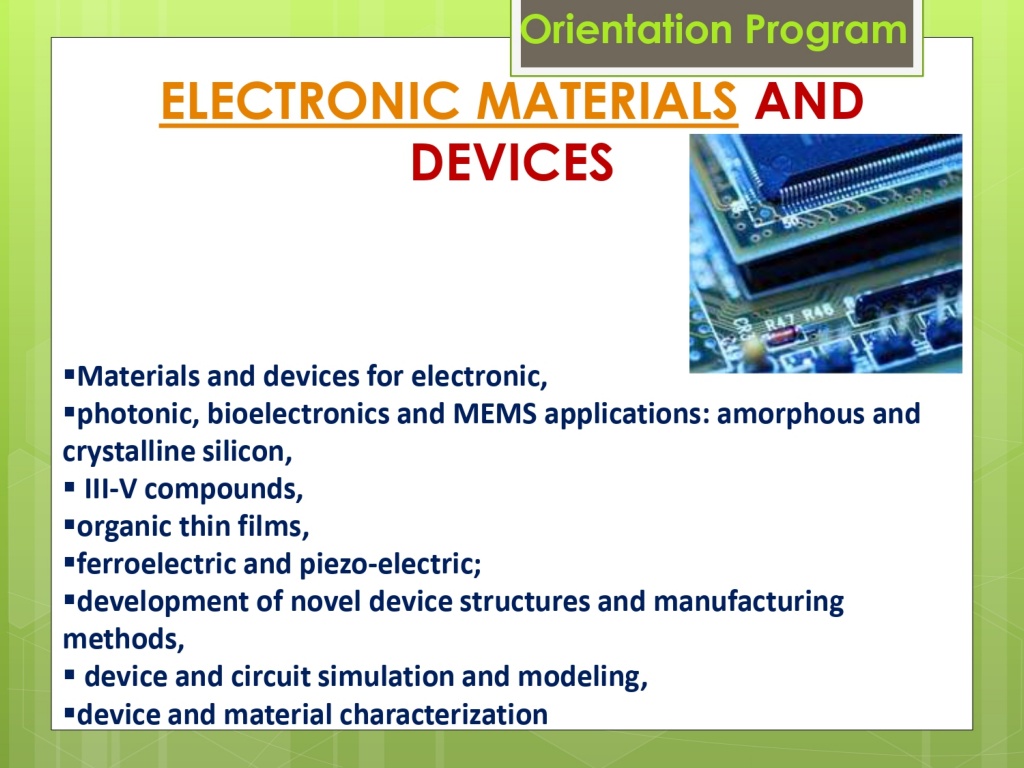 Orientation Program
ELECTRONIC MATERIALS AND
DEVICES
50
R47 R46
▪Materials and devices for electronic,
▪photonic, bioelectronics and MEMS applications: amorphous and
crystalline silicon,
▪ III-V compounds,
▪organic thin films,
▪ferroelectric and piezo-electric;
▪development of novel device structures and manufacturing
methods,
▪ device and circuit simulation and modeling,
▪device and material characterization